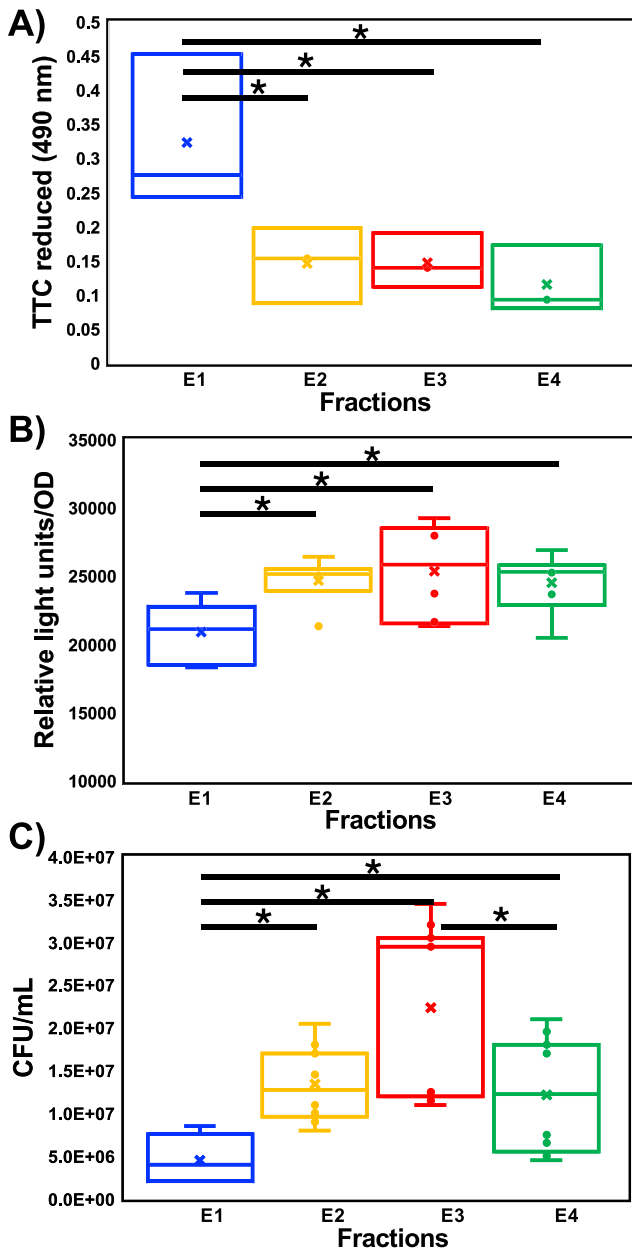 A)
TTC reduced (490 nm)
0.5
0.45
0.4
0.35
0.3
0.25
0.2
0.15
0.1
0.05
0
* * *
E1 E2 E3 E4
Fractions
B)
Relative light units/OD
35000
30000
25000
20000
15000
10000
* * *
E1 E2 E3 E4
Fractions
C)
CFU/mL
4.0E+07
3.5E+07
3.0E+07
2.5E+07
2.0E+07
1.5E+07
1.0E+07
5.0E+06
0.0E+00
* * * *
E1 E2 E3 E4
Fractions